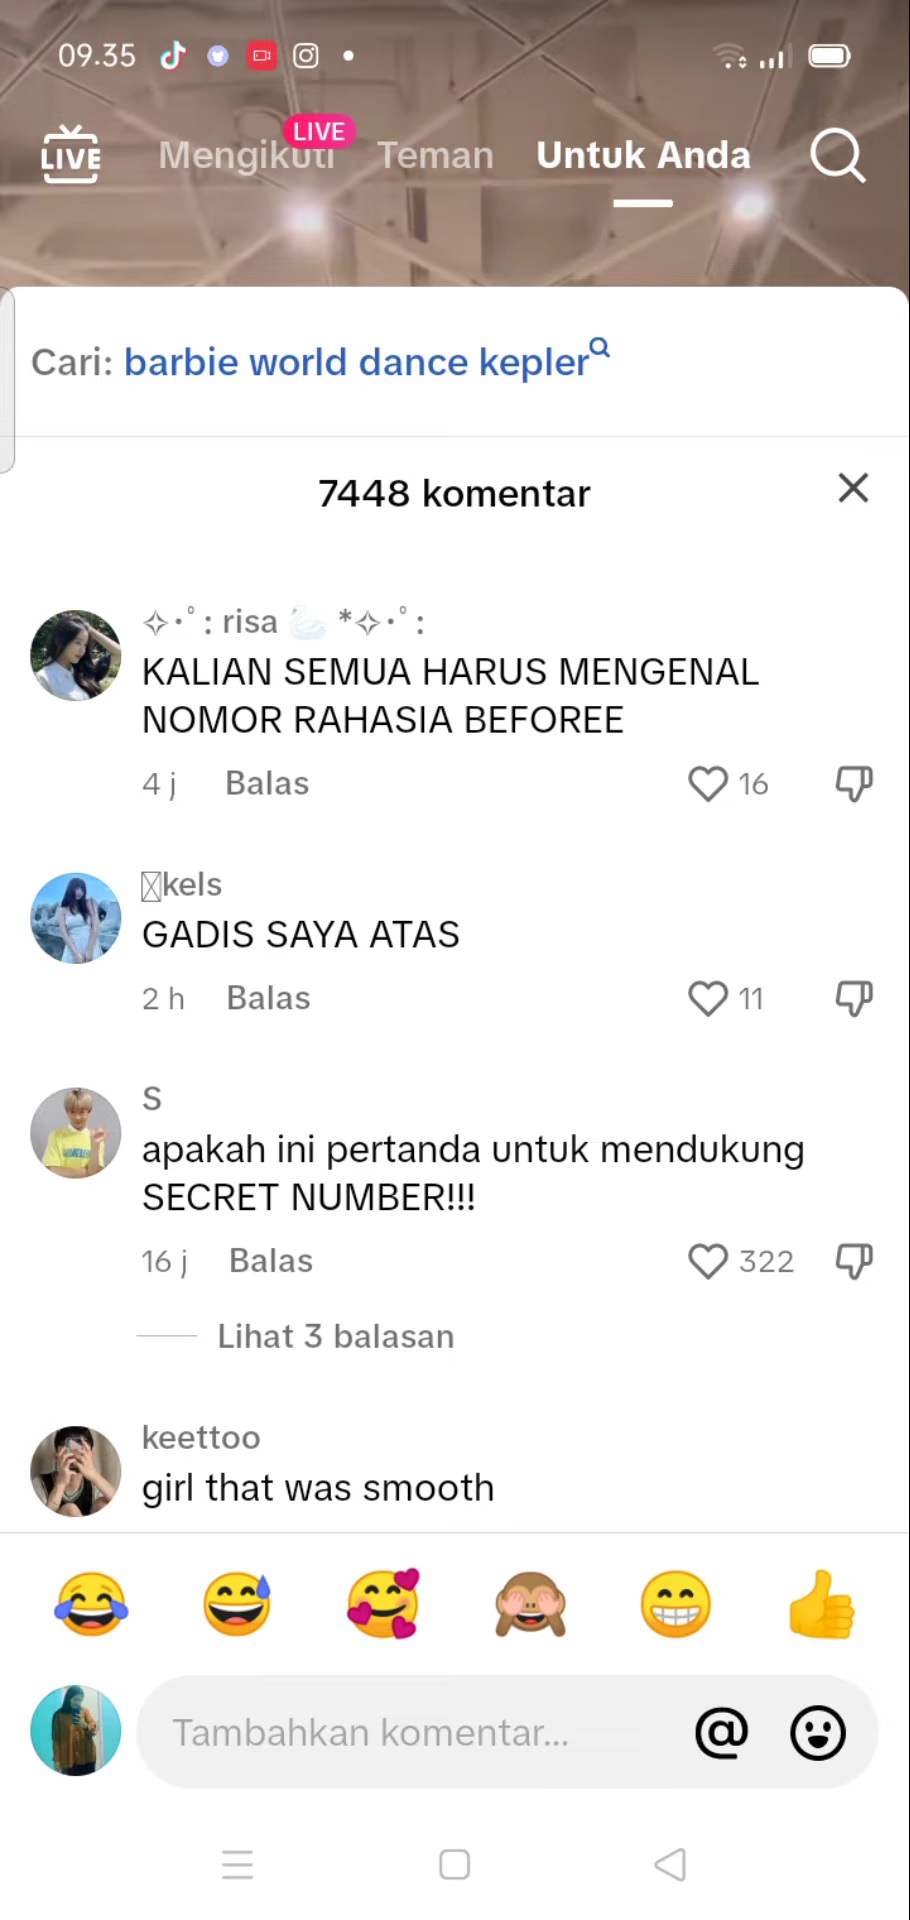 09.35
LIVE
LIVE
Mengikuti Teman Untuk Anda
Cari: barbie world dance kepler
7448 komentar
✧･ﾟ: risa 🦢 *✧･ﾟ:
KALIAN SEMUA HARUS MENGENAL
NOMOR RAHASIA BEFOREE
4 j Balas 16
kels
GADIS SAYA ATAS
2 h Balas 11
S
apakah ini pertanda untuk mendukung
SECRET NUMBER!!!
16 j Balas 322
Lihat 3 balasan
keettoo
girl that was smooth
Tambahkan komentar... @